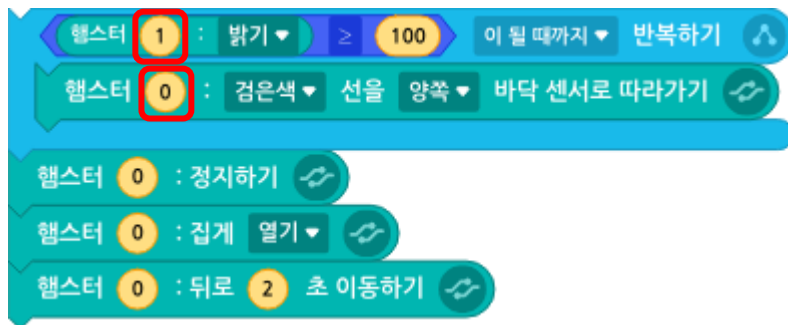 햄스터 1 : 밝기 ▼ ≥ 100 이 될 때까지 ▼ 반복하기
햄스터 0 : 검은색 ▼ 선을 양쪽 ▼ 바닥 센서로 따라가기
햄스터 0 : 정지하기
햄스터 0 : 집게 열기 ▼
햄스터 0 : 뒤로 2 초 이동하기